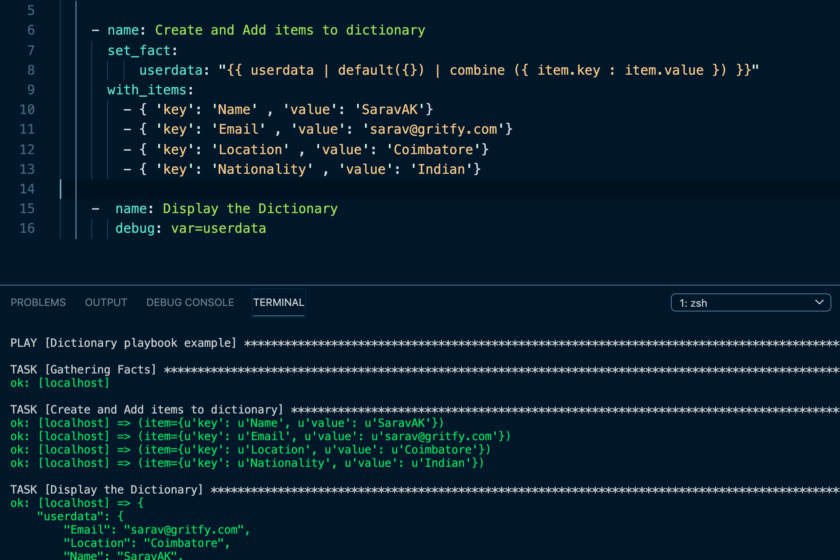 5
6 - name: Create and Add items to dictionary
7 set_fact:
8 userdata: "{{ userdata | default({}) | combine ({ item.key : item.value }) }}"
9 with_items:
10 - { 'key': 'Name' , 'value': 'SaravAK'}
11 - { 'key': 'Email' , 'value': 'sarav@gritfy.com'}
12 - { 'key': 'Location' , 'value': 'Coimbatore'}
13 - { 'key': 'Nationality' , 'value': 'Indian'}
14
15 - name: Display the Dictionary
16 debug: var=userdata
PROBLEMS OUTPUT DEBUG CONSOLE TERMINAL 1: zsh
PLAY [Dictionary playbook example] ****************************************************************************************
TASK [Gathering Facts] ****************************************************************************************************
ok: [localhost]
TASK [Create and Add items to dictionary] *********************************************************************************
ok: [localhost] => (item={u'key': u'Name', u'value': u'SaravAK'})
ok: [localhost] => (item={u'key': u'Email', u'value': u'sarav@gritfy.com'})
ok: [localhost] => (item={u'key': u'Location', u'value': u'Coimbatore'})
ok: [localhost] => (item={u'key': u'Nationality', u'value': u'Indian'})
TASK [Display the Dictionary] *********************************************************************************************
ok: [localhost] => {
"userdata": {
"Email": "sarav@gritfy.com",
"Location": "Coimbatore",
"Name": "SaravAK",